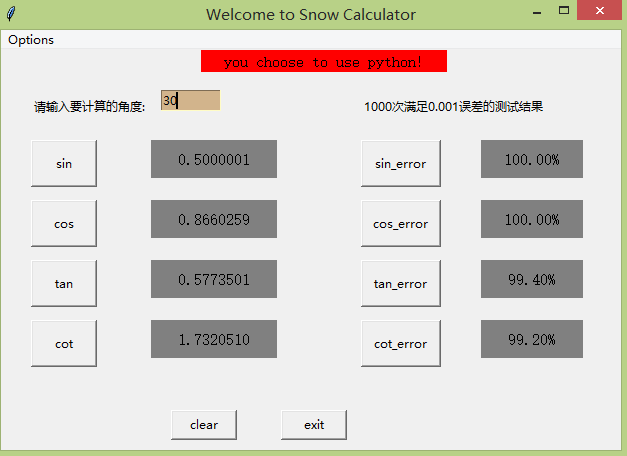 Welcome to Snow Calculator
Options
you choose to use python!
请输入要计算的角度: 30 1000次满足0.001误差的测试结果
sin 0.5000001 sin_error 100.00%
cos 0.8660259 cos_error 100.00%
tan 0.5773501 tan_error 99.40%
cot 1.7320510 cot_error 99.20%
clear exit